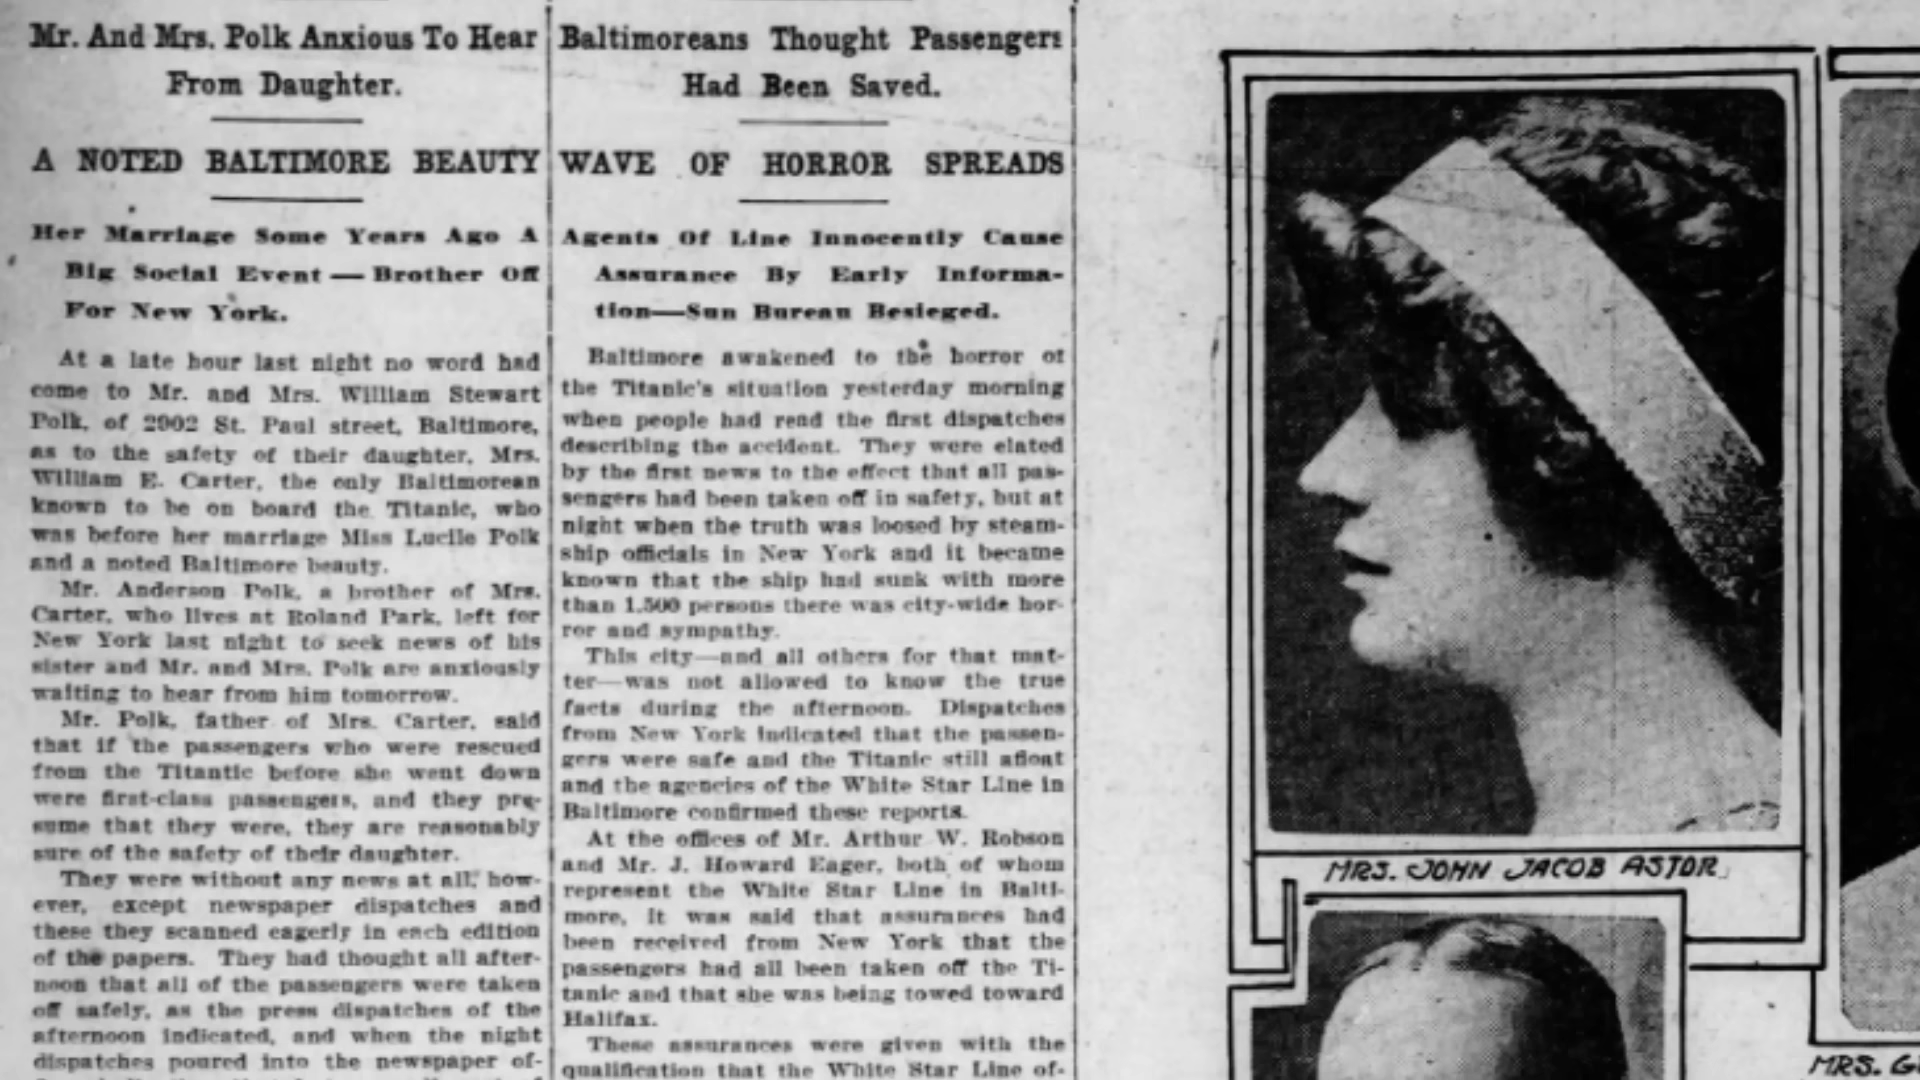 Mr. And Mrs. Polk Anxious To Hear
From Daughter.
A NOTED BALTIMORE BEAUTY
Her Marriage Some Years Ago A
Big Social Event — Brother Off
For New York.
At a late hour last night no word had
come to Mr. and Mrs. William Stewart
Polk, of 2902 St. Paul street, Baltimore,
as to the safety of their daughter, Mrs.
William E. Carter, the only Baltimorean
known to be on board the Titanic, who
was before her marriage Miss Lucile Polk
and a noted Baltimore beauty.
Mr. Anderson Polk, a brother of Mrs.
Carter, who lives at Roland Park, left for
New York last night to seek news of his
sister and Mr. and Mrs. Polk are anxiously
waiting to hear from him tomorrow.
Mr. Polk, father of Mrs. Carter, said
that if the passengers who were rescued
from the Titantic before she went down
were first-class passengers, and they pre-
sume that they were, they are reasonably
sure of the safety of their daughter.
They were without any news at all, how-
ever, except newspaper dispatches and
these they scanned eagerly in each edition
of the papers. They had thought all after-
noon that all of the passengers were taken
off safely, as the press dispatches of the
afternoon indicated, and when the night
dispatches poured into the newspaper of-
Baltimoreans Thought Passengers
Had Been Saved.
WAVE OF HORROR SPREADS
Agents Of Line Innocently Cause
Assurance By Early Informa-
tion—Sun Bureau Besieged.
Baltimore awakened to the horror of
the Titanic's situation yesterday morning
when people had read the first dispatches
describing the accident. They were elated
by the first news to the effect that all pas-
sengers had been taken off in safety, but at
night when the truth was loosed by steam-
ship officials in New York and it became
known that the ship had sunk with more
than 1,500 persons there was city-wide hor-
ror and sympathy.
This city—and all others for that mat-
ter—was not allowed to know the true
facts during the afternoon. Dispatches
from New York indicated that the passen-
gers were safe and the Titanic still afloat
and the agencies of the White Star Line in
Baltimore confirmed these reports.
At the offices of Mr. Arthur W. Robson
and Mr. J. Howard Eager, both of whom
represent the White Star Line in Balti-
more, it was said that assurances had
been received from New York that the
passengers had all been taken off the Ti-
tanic and that she was being towed toward
Halifax.
These assurances were given with the
qualification that the White Star Line of-
MRS. JOHN JACOB ASTOR
MRS. G